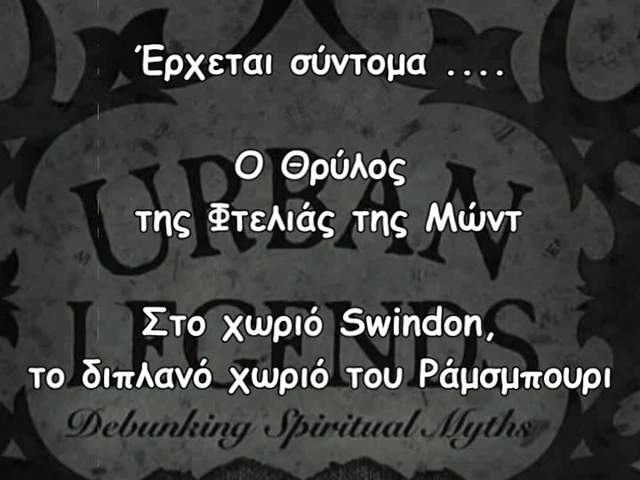 Έρχεται σύντομα ....
Ο Θρύλος
της Φτελιάς της Μώντ
URBAN
Στο χωριό Swindon,
LEGENDS
το διπλανό χωριό του Ράμσμπουρι
Debunking Spiritual Myths